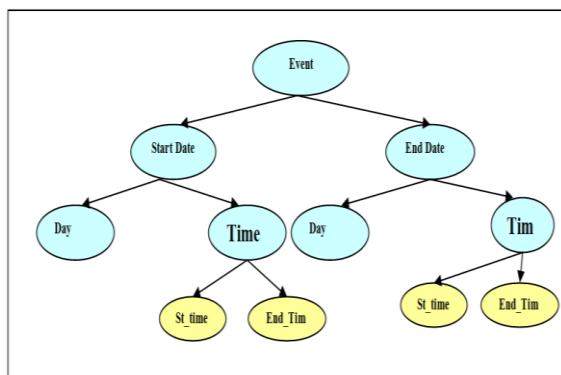 Event
Start Date
End Date
Day
Time
Day
Tim
St_time
End_Tim
St_time
End_Tim